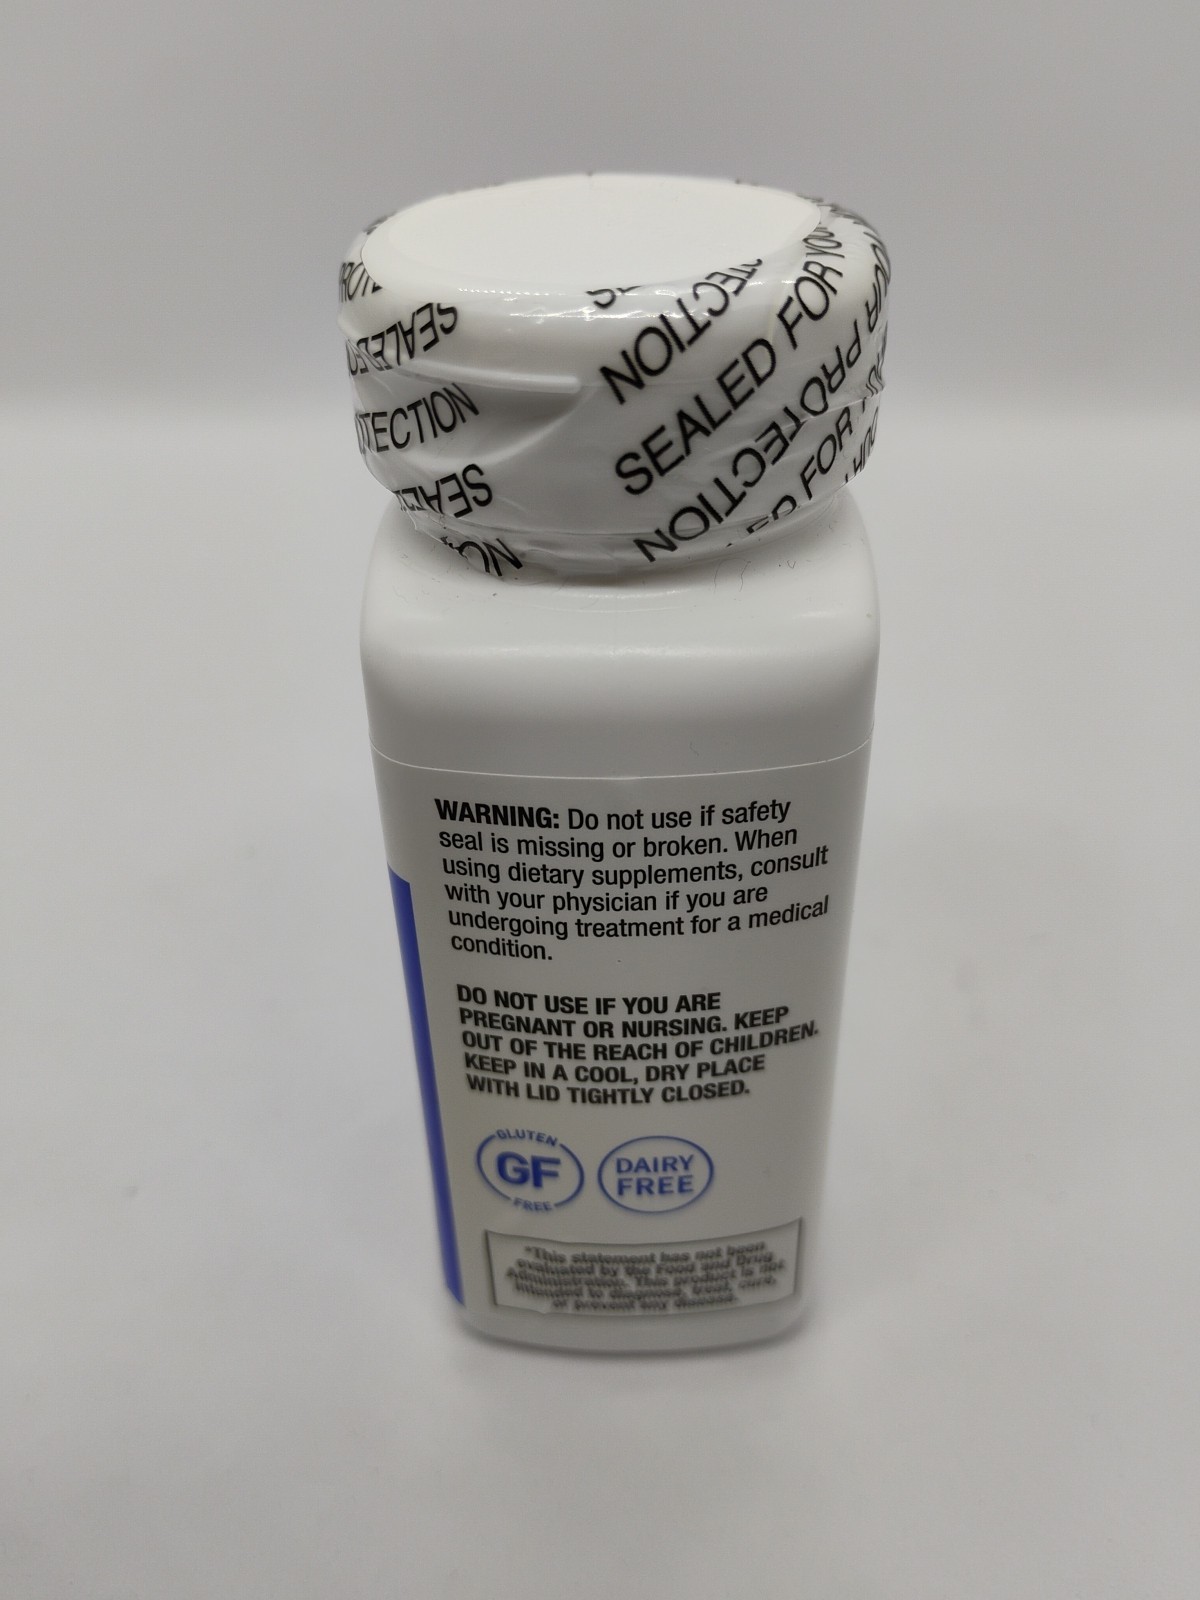 SEALED
TECTION
SEALED
NOITCETION
SEALED FOR YOUR
PROTECTION
WARNING: Do not use if safety
seal is missing or broken. When
using dietary supplements, consult
with your physician if you are
undergoing treatment for a medical
condition.
DO NOT USE IF YOU ARE
PREGNANT OR NURSING. KEEP
OUT OF THE REACH OF CHILDREN.
KEEP IN A COOL, DRY PLACE
WITH LID TIGHTLY CLOSED.
GLUTEN
GF
FREE
DAIRY
FREE
*This statement has not been
evaluated by the Food and Drug
Administration. This product is not
intended to diagnose, treat, cure,
or prevent any disease.